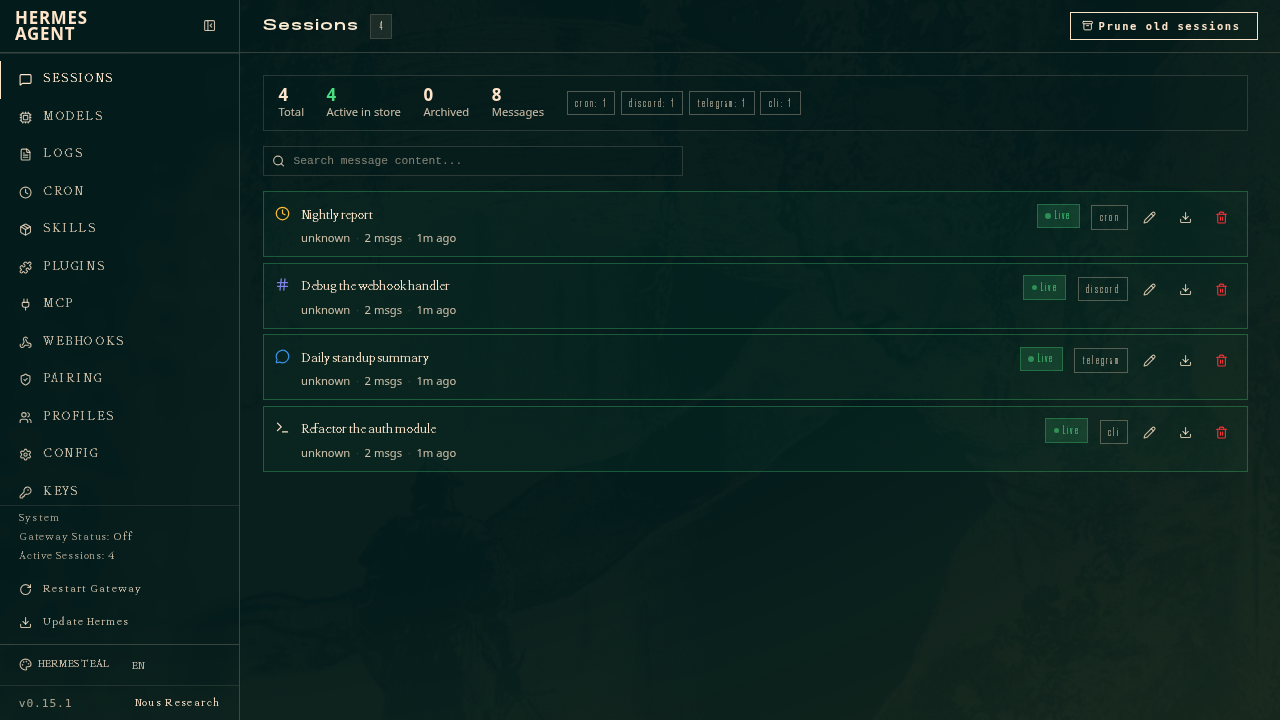 HERMES
AGENT
Sessions 4
Prune old sessions
SESSIONS
MODELS
LOGS
CRON
SKILLS
PLUGINS
MCP
WEBHOOKS
PAIRING
PROFILES
CONFIG
KEYS
System
Gateway Status: Off
Active Sessions: 4
Restart Gateway
Update Hermes
HERMES TEAL EN
v0.15.1 Nous Research
4 4 0 8
Total Active in store Archived Messages
cron: 1 discord: 1 telegram: 1 cli: 1
Search message content...
Nightly report Live cron
unknown · 2 msgs · 1m ago
Debug the webhook handler Live discord
unknown · 2 msgs · 1m ago
Daily standup summary Live telegram
unknown · 2 msgs · 1m ago
Refactor the auth module Live cli
unknown · 2 msgs · 1m ago